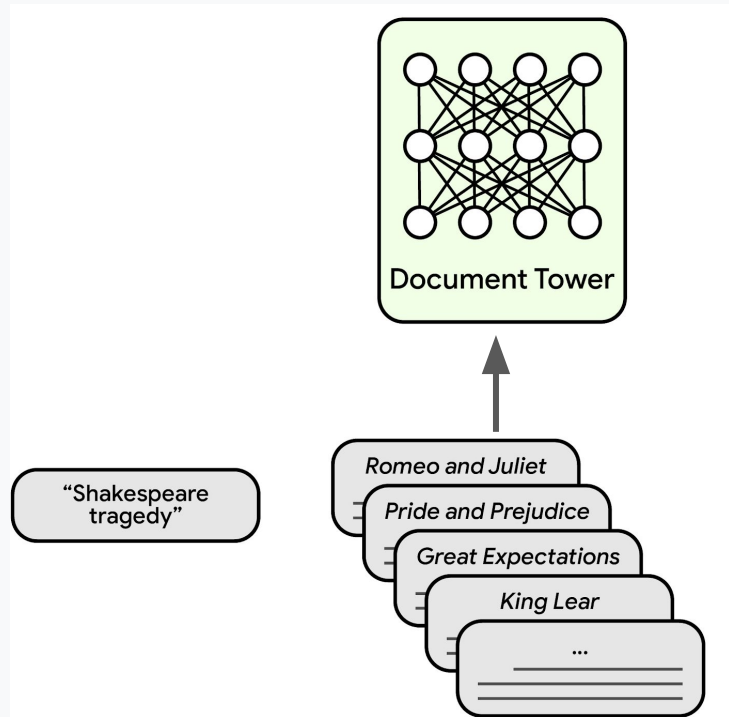 Document Tower
“Shakespeare
tragedy”
Romeo and Juliet
Pride and Prejudice
Great Expectations
King Lear
...